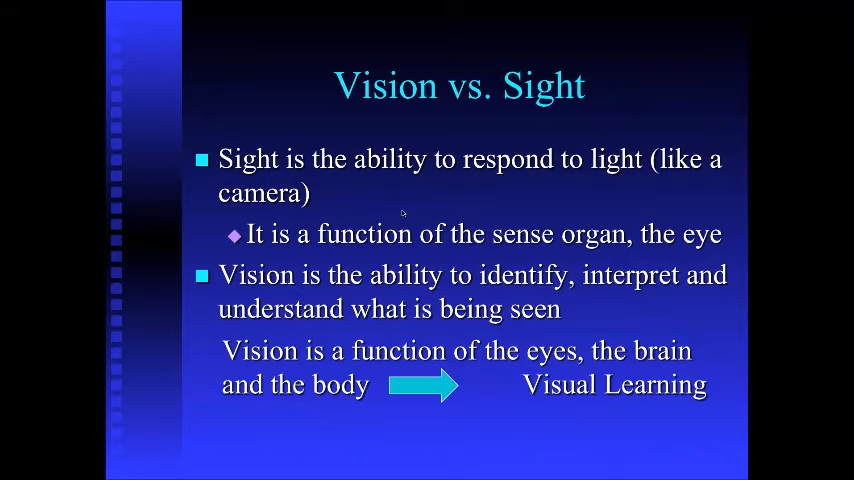 Vision vs. Sight
Sight is the ability to respond to light (like a
camera)
It is a function of the sense organ, the eye
Vision is the ability to identify, interpret and
understand what is being seen
Vision is a function of the eyes, the brain
and the body Visual Learning